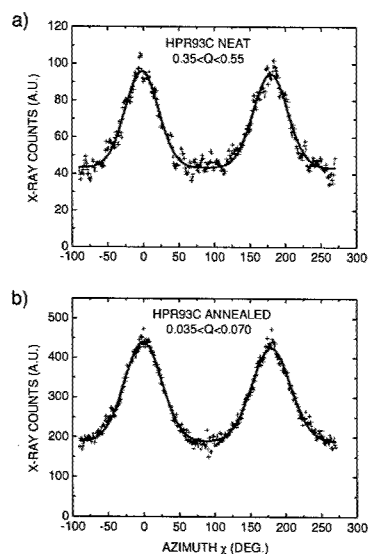 a)
HPR93C NEAT
0.35<Q<0.55
X-RAY COUNTS (A.U.)
120
100
80
60
40
20
0
-100 -50 0 50 100 150 200 250 300
b)
HPR93C ANNEALED
0.035<Q<0.070
X-RAY COUNTS (A.U.)
500
400
300
200
100
0
-100 -50 0 50 100 150 200 250 300
AZIMUTH χ (DEG.)